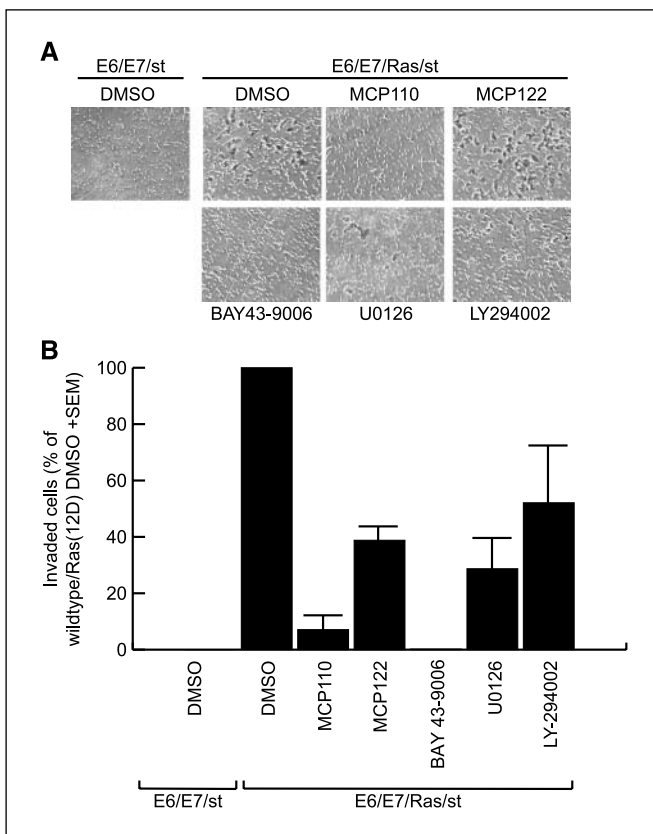 A
E6/E7/st
E6/E7/Ras/st
DMSO
DMSO
MCP110
MCP122
BAY43-9006
U0126
LY294002
B
Invaded cells (% of
wildtype/Ras(12D) DMSO +SEM)
100
80
60
40
20
0
DMSO
DMSO
MCP110
MCP122
BAY 43-9006
U0126
LY-294002
E6/E7/st
E6/E7/Ras/st